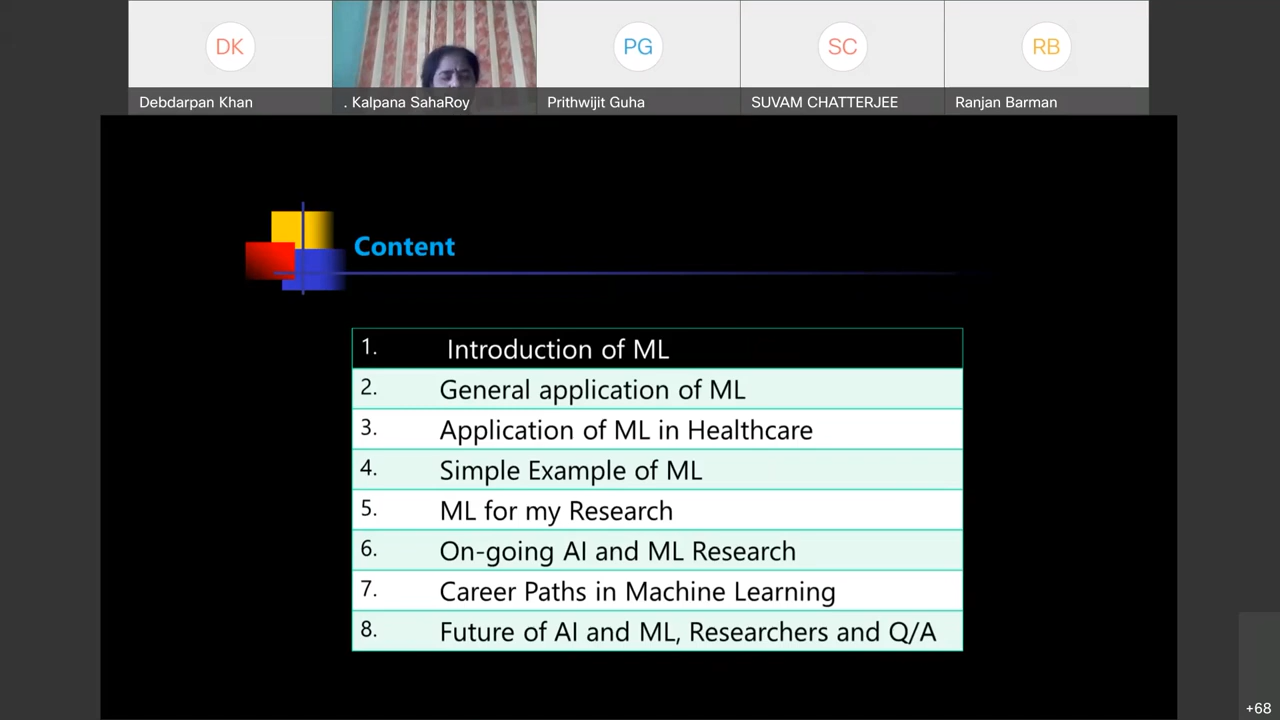 DK
PG
SC
RB
Debdarpan Khan
. Kalpana SahaRoy
Prithwijit Guha
SUVAM CHATTERJEE
Ranjan Barman
Content
1. Introduction of ML
2. General application of ML
3. Application of ML in Healthcare
4. Simple Example of ML
5. ML for my Research
6. On-going AI and ML Research
7. Career Paths in Machine Learning
8. Future of AI and ML, Researchers and Q/A
+68